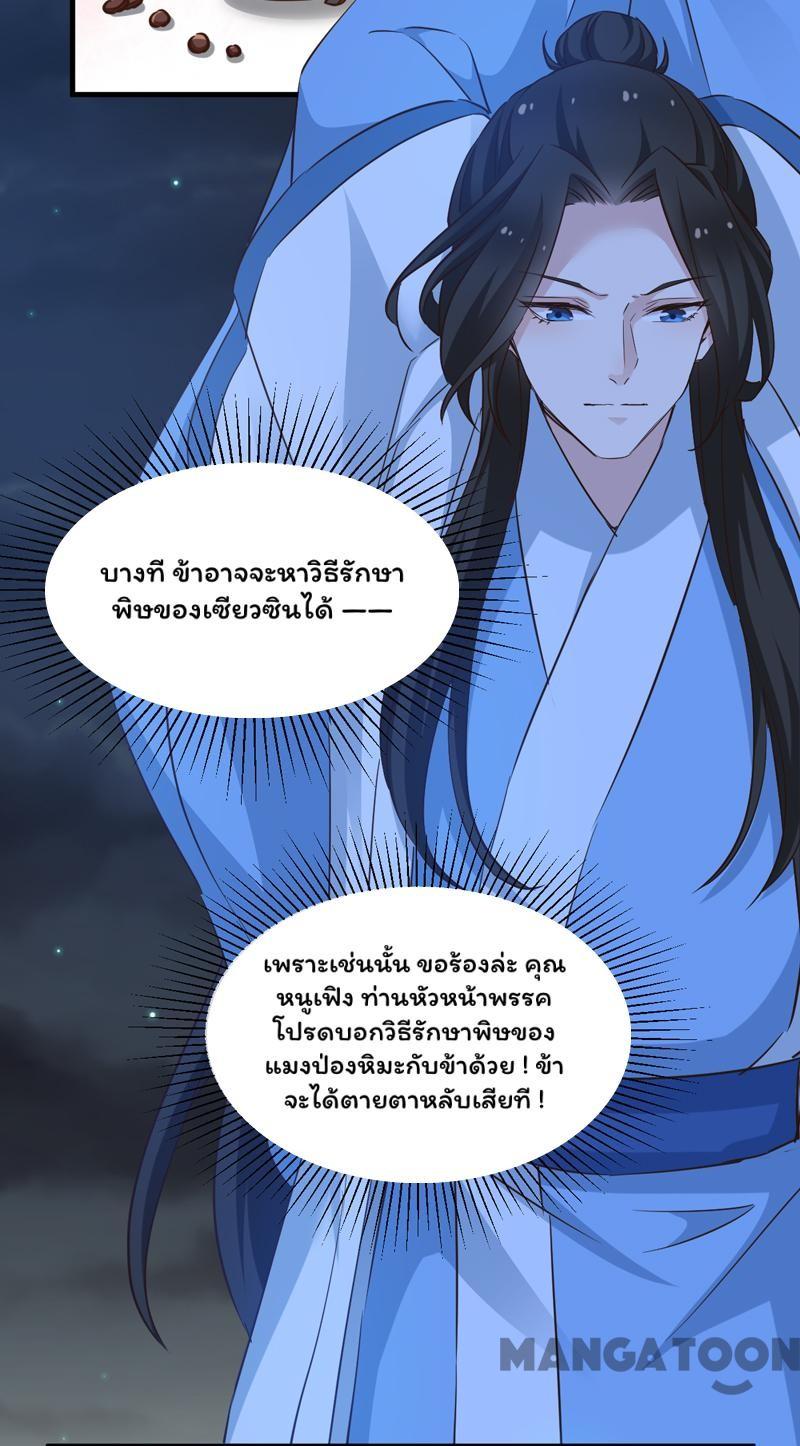 บางที ข้าอาจจะหาวิธีรักษา
พิษของเซียวซินได้ ——
เพราะเช่นนั้น ขอร้องล่ะ คุณ
หนูเฟิง ท่านหัวหน้าพรรค
โปรดบอกวิธีรักษาพิษของ
แมงป่องหิมะกับข้าด้วย ! ข้า
จะได้ตายตาหลับเสียที !
MANGATOON